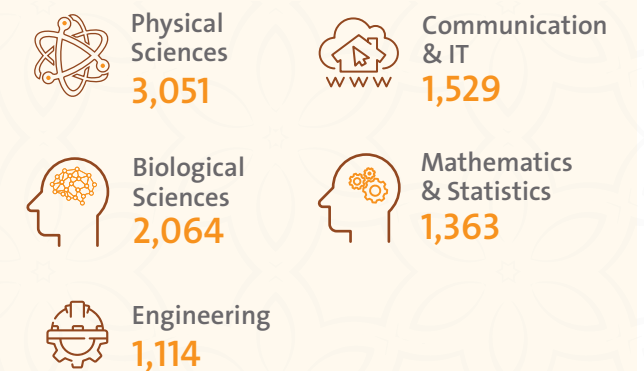 Physical
Sciences
3,051
Communication
& IT
1,529
WWW
Biological
Sciences
2,064
Mathematics
& Statistics
1,363
Engineering
1,114